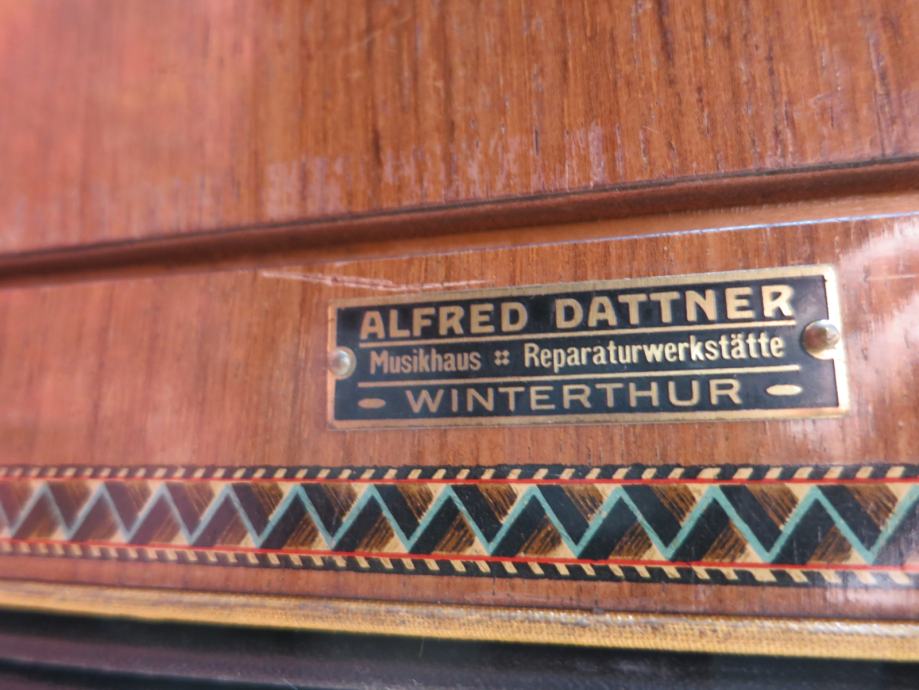 ALFRED DATTNER
Musikhaus ⌗ Reparaturwerkstätte
WINTERTHUR